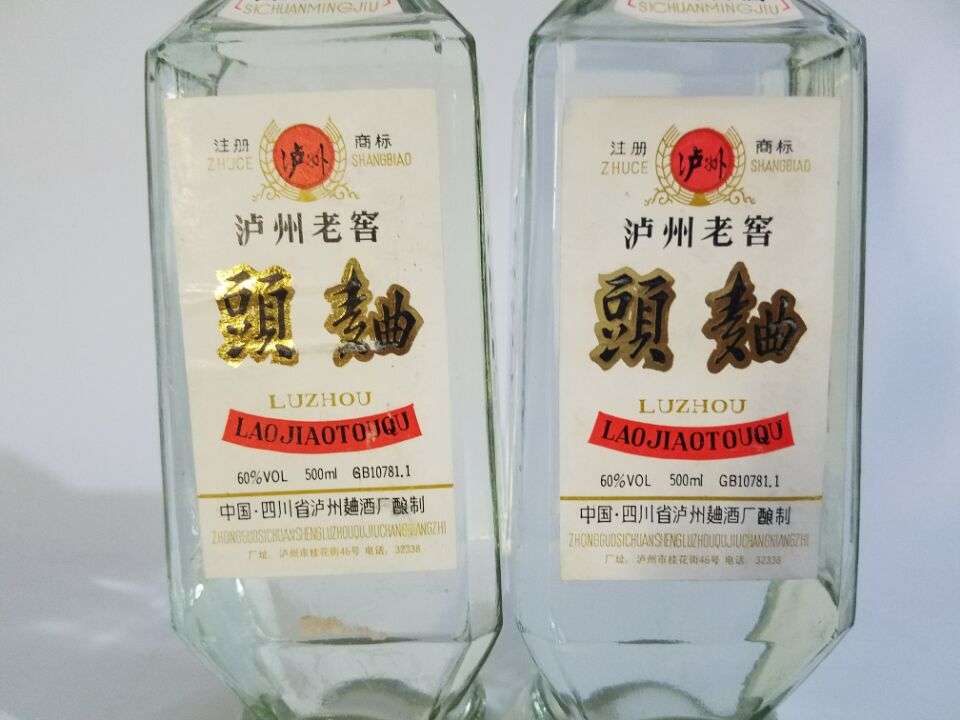 SICHUANMINGJIU
注册 泸州 商标
ZHUCE SHANGBIAO
泸州老窖
頭麯
LUZHOU
LAOJIAOTOUQU
60%VOL 500ml GB10781.1
中国·四川省泸州麯酒厂酿制
ZHONGGUOSICHUANSHENGLUZHOUQUJIUCHANGNIANGZHI
厂址：泸州市桂花街46号 电话：32338
SICHUANMINGJIU
注册 泸州 商标
ZHUCE SHANGBIAO
泸州老窖
頭麯
LUZHOU
LAOJIAOTOUQU
60%VOL 500ml GB10781.1
中国·四川省泸州麯酒厂酿制
ZHONGGUOSICHUANSHENGLUZHOUQUJIUCHANGNIANGZHI
厂址：泸州市桂花街46号 电话：32338